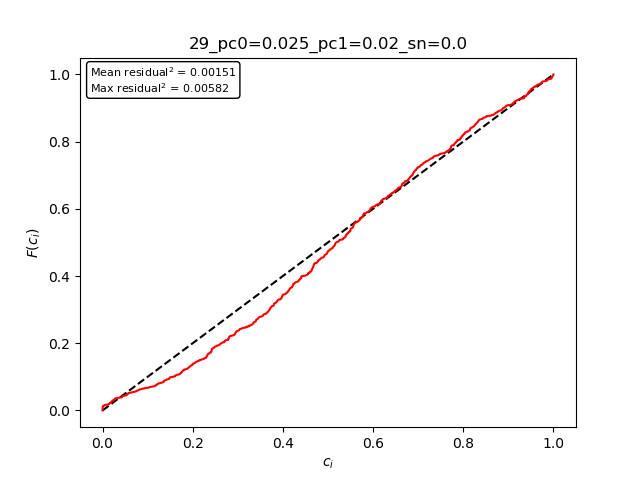 29_pc0=0.025_pc1=0.02_sn=0.0
Mean residual² = 0.00151
Max residual² = 0.00582
1.0
0.8
0.6
0.4
0.2
0.0
F(cᵢ)
0.0 0.2 0.4 0.6 0.8 1.0
cᵢ